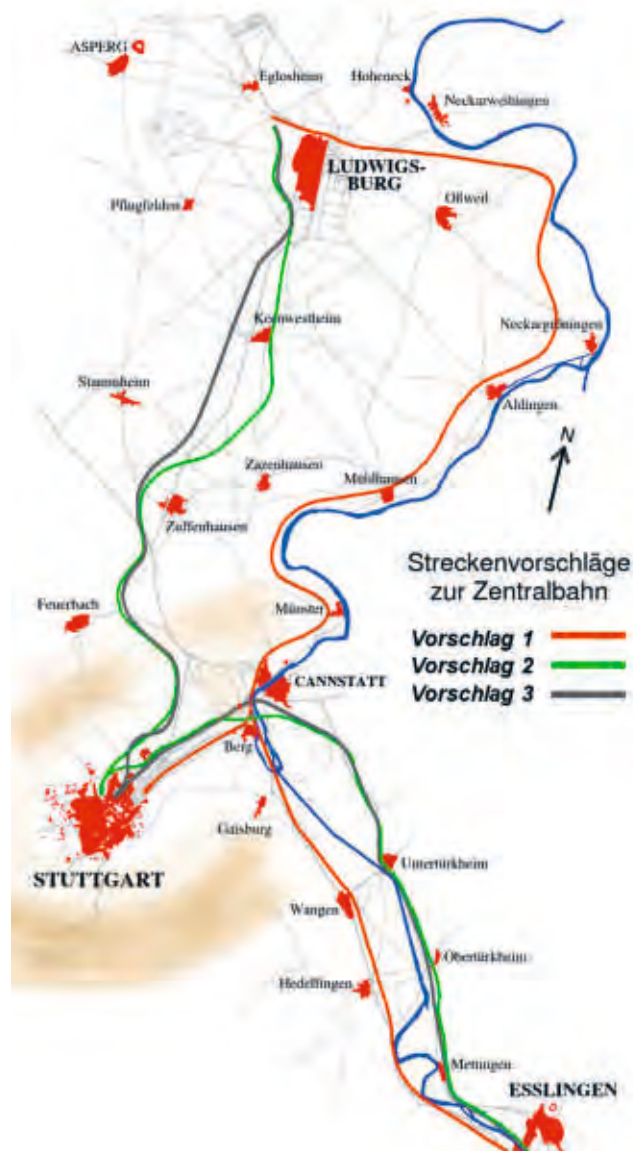 ASPERG
Eglosheim
Hoheneck
Neckarweihingen
LUDWIGS-
BURG
Oßweil
Pflugfelden
Kornwestheim
Neckargröningen
Stammheim
Aldingen
N
Zazenhausen
Mühlhausen
Zuffenhausen
Streckenvorschläge
zur Zentralbahn
Feuerbach
Münster
Vorschlag 1
Vorschlag 2
Vorschlag 3
CANNSTATT
Berg
Gaisburg
STUTTGART
Untertürkheim
Wangen
Obertürkheim
Hedelfingen
Mettingen
ESSLINGEN